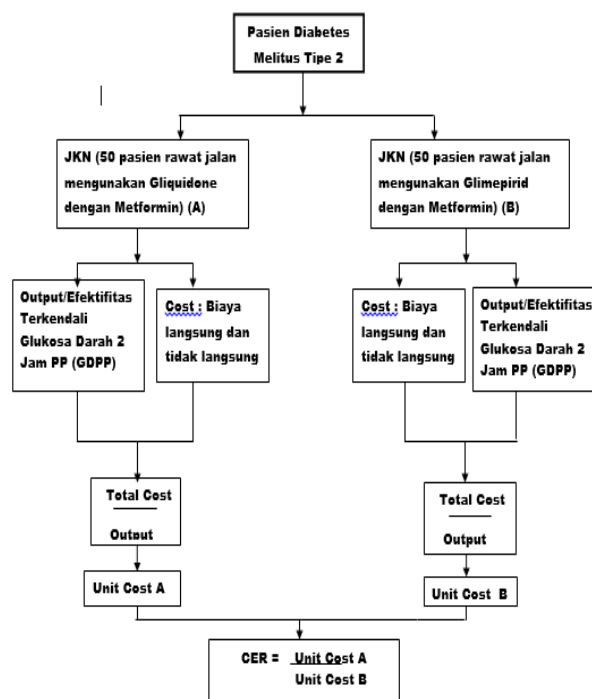 Pasien Diabetes
Melitus Tipe 2
JKN (50 pasien rawat jalan
mengunakan Gliquidone
dengan Metformin) (A)
JKN (50 pasien rawat jalan
mengunakan Glimepirid
dengan Metformin) (B)
Output/Efektifitas
Terkendali
Glukosa Darah 2
Jam PP (GDPP)
Cost : Biaya
langsung dan
tidak langsung
Cost : Biaya
langsung dan
tidak langsung
Output/Efektifitas
Terkendali
Glukosa Darah 2
Jam PP (GDPP)
Total Cost
Output
Total Cost
Output
Unit Cost A
Unit Cost B
CER = Unit Cost A
Unit Cost B